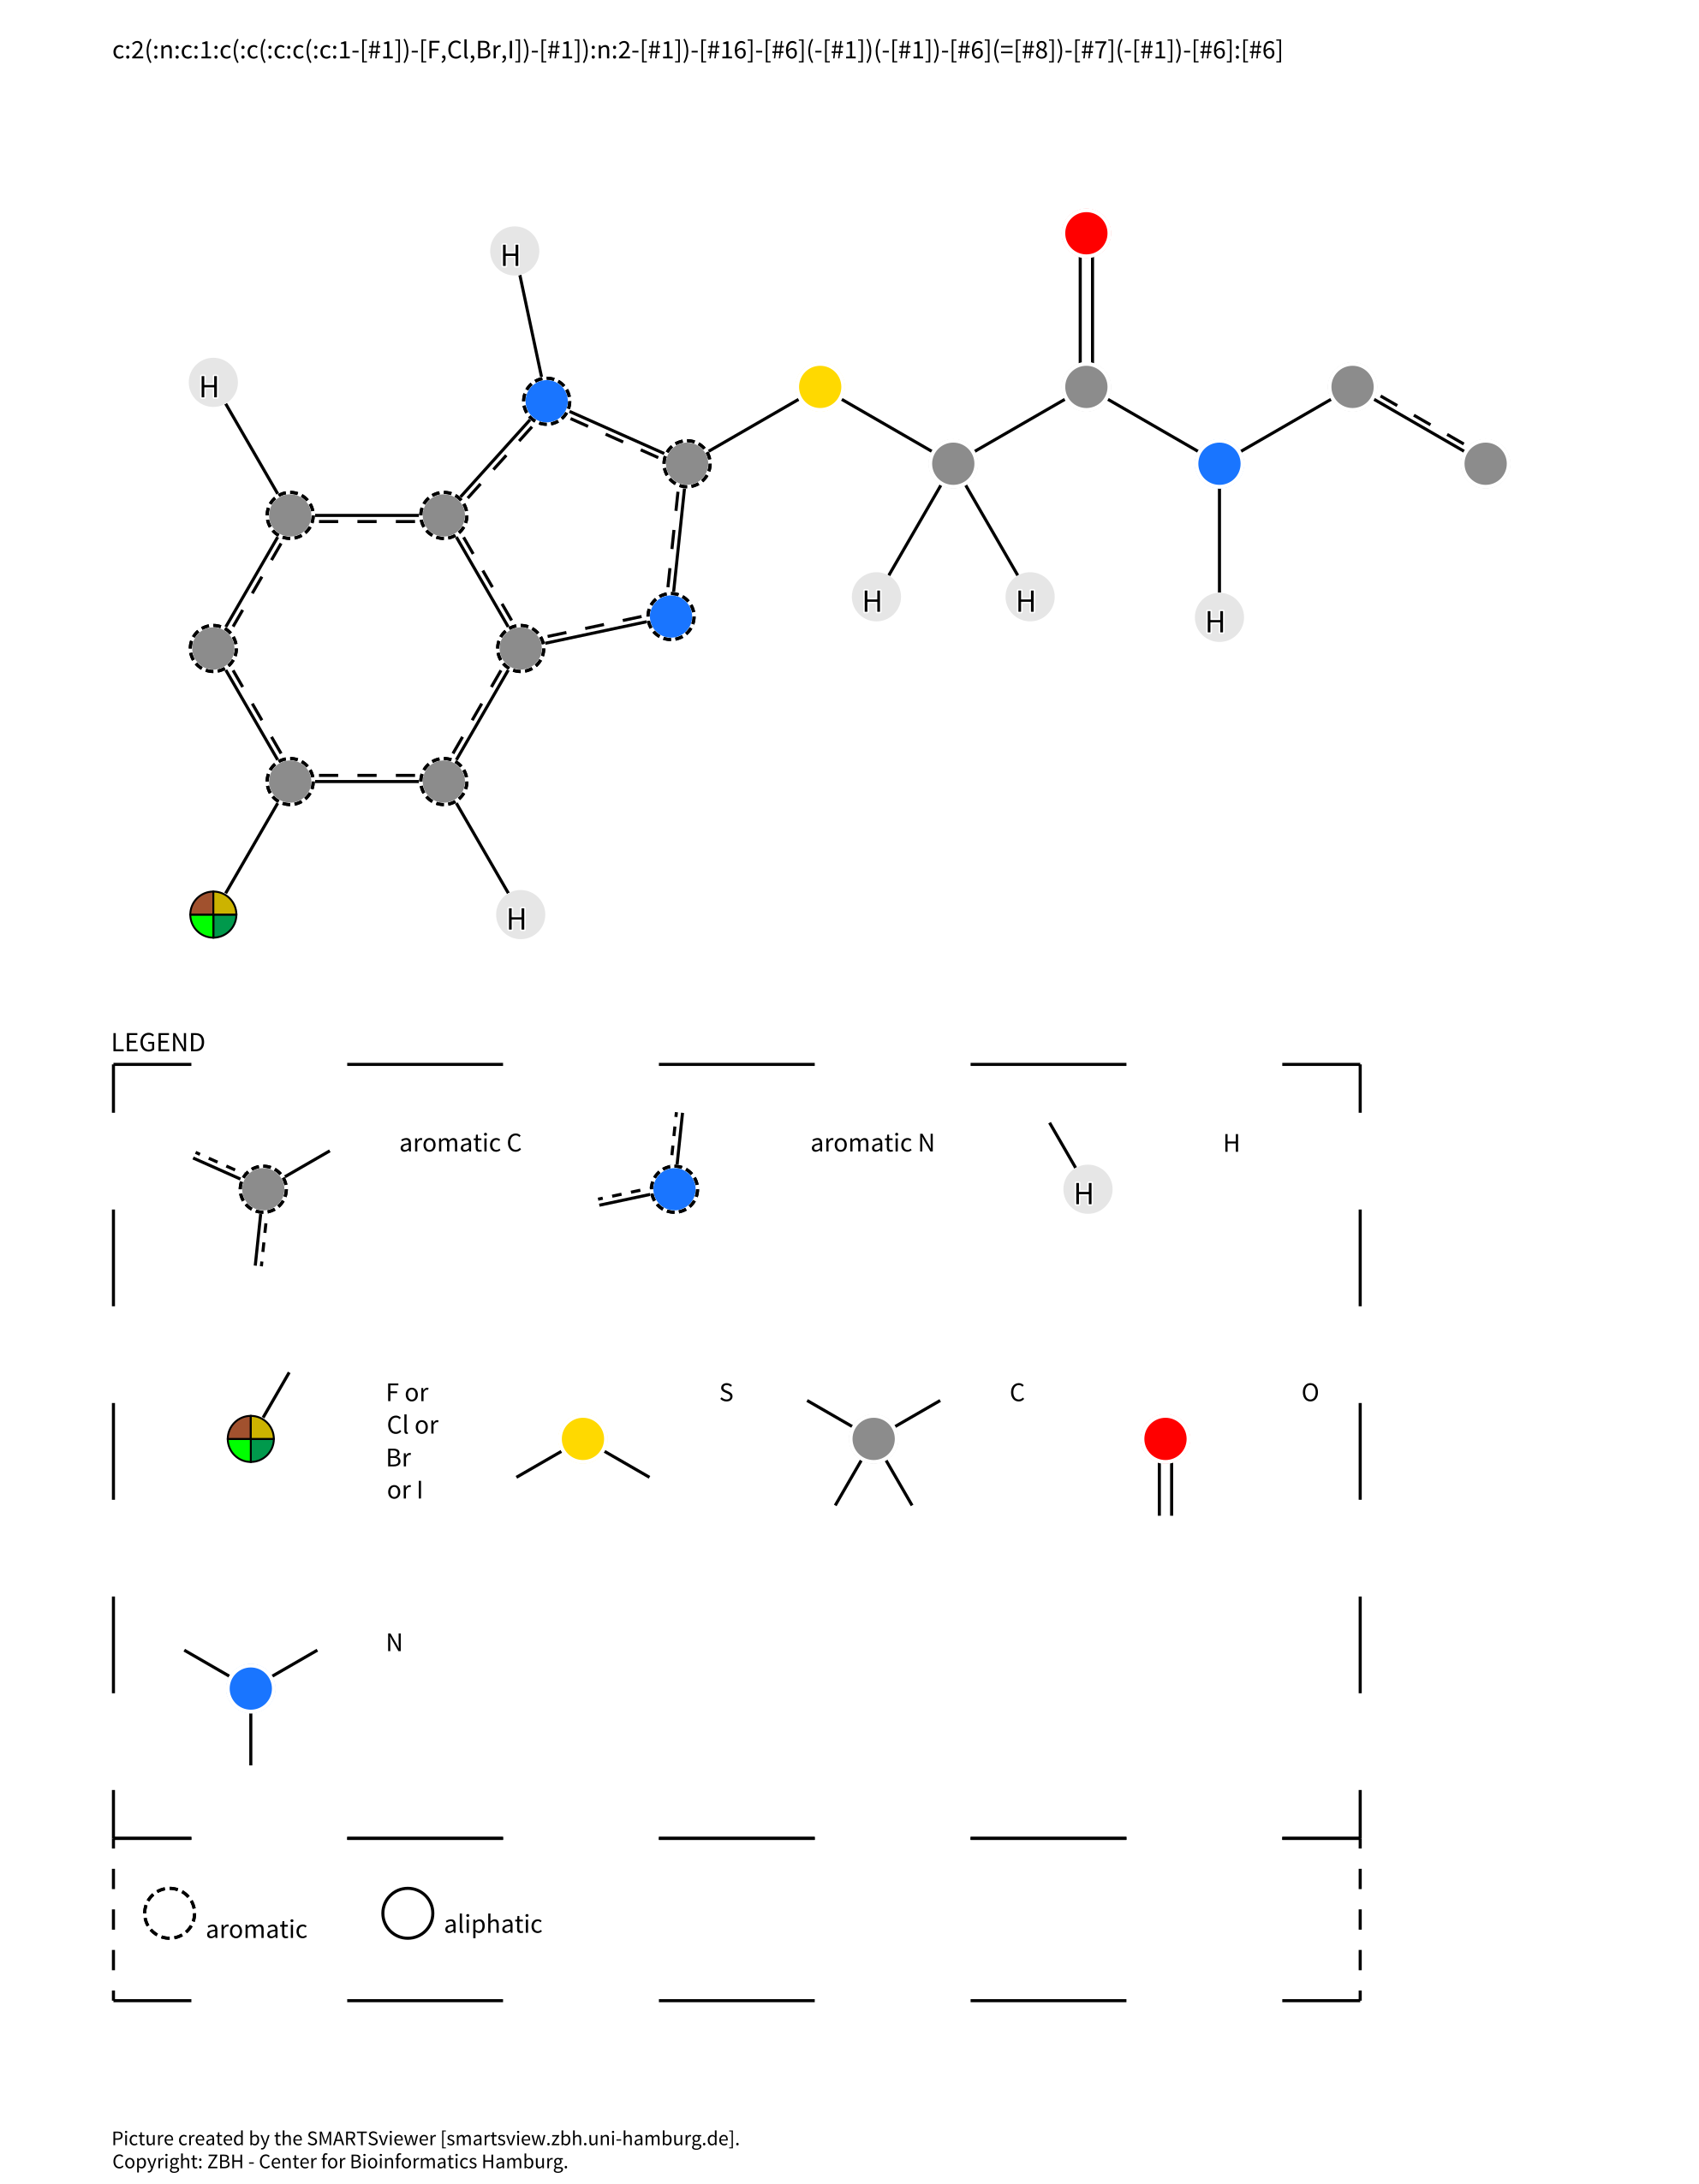 c:2(:n:c:1:c(:c(:c:c(:c:1-[#1])-[F,Cl,Br,I])-[#1]):n:2-[#1])-[#16]-[#6](-[#1])(-[#1])-[#6](=[#8])-[#7](-[#1])-[#6]:[#6]
H
H
H
H
H
H
LEGEND
aromatic C
aromatic N
H
H
F or
Cl or
Br
or I
S
C
O
N
aromatic
aliphatic
Picture created by the SMARTSviewer [smartsview.zbh.uni-hamburg.de].
Copyright: ZBH - Center for Bioinformatics Hamburg.